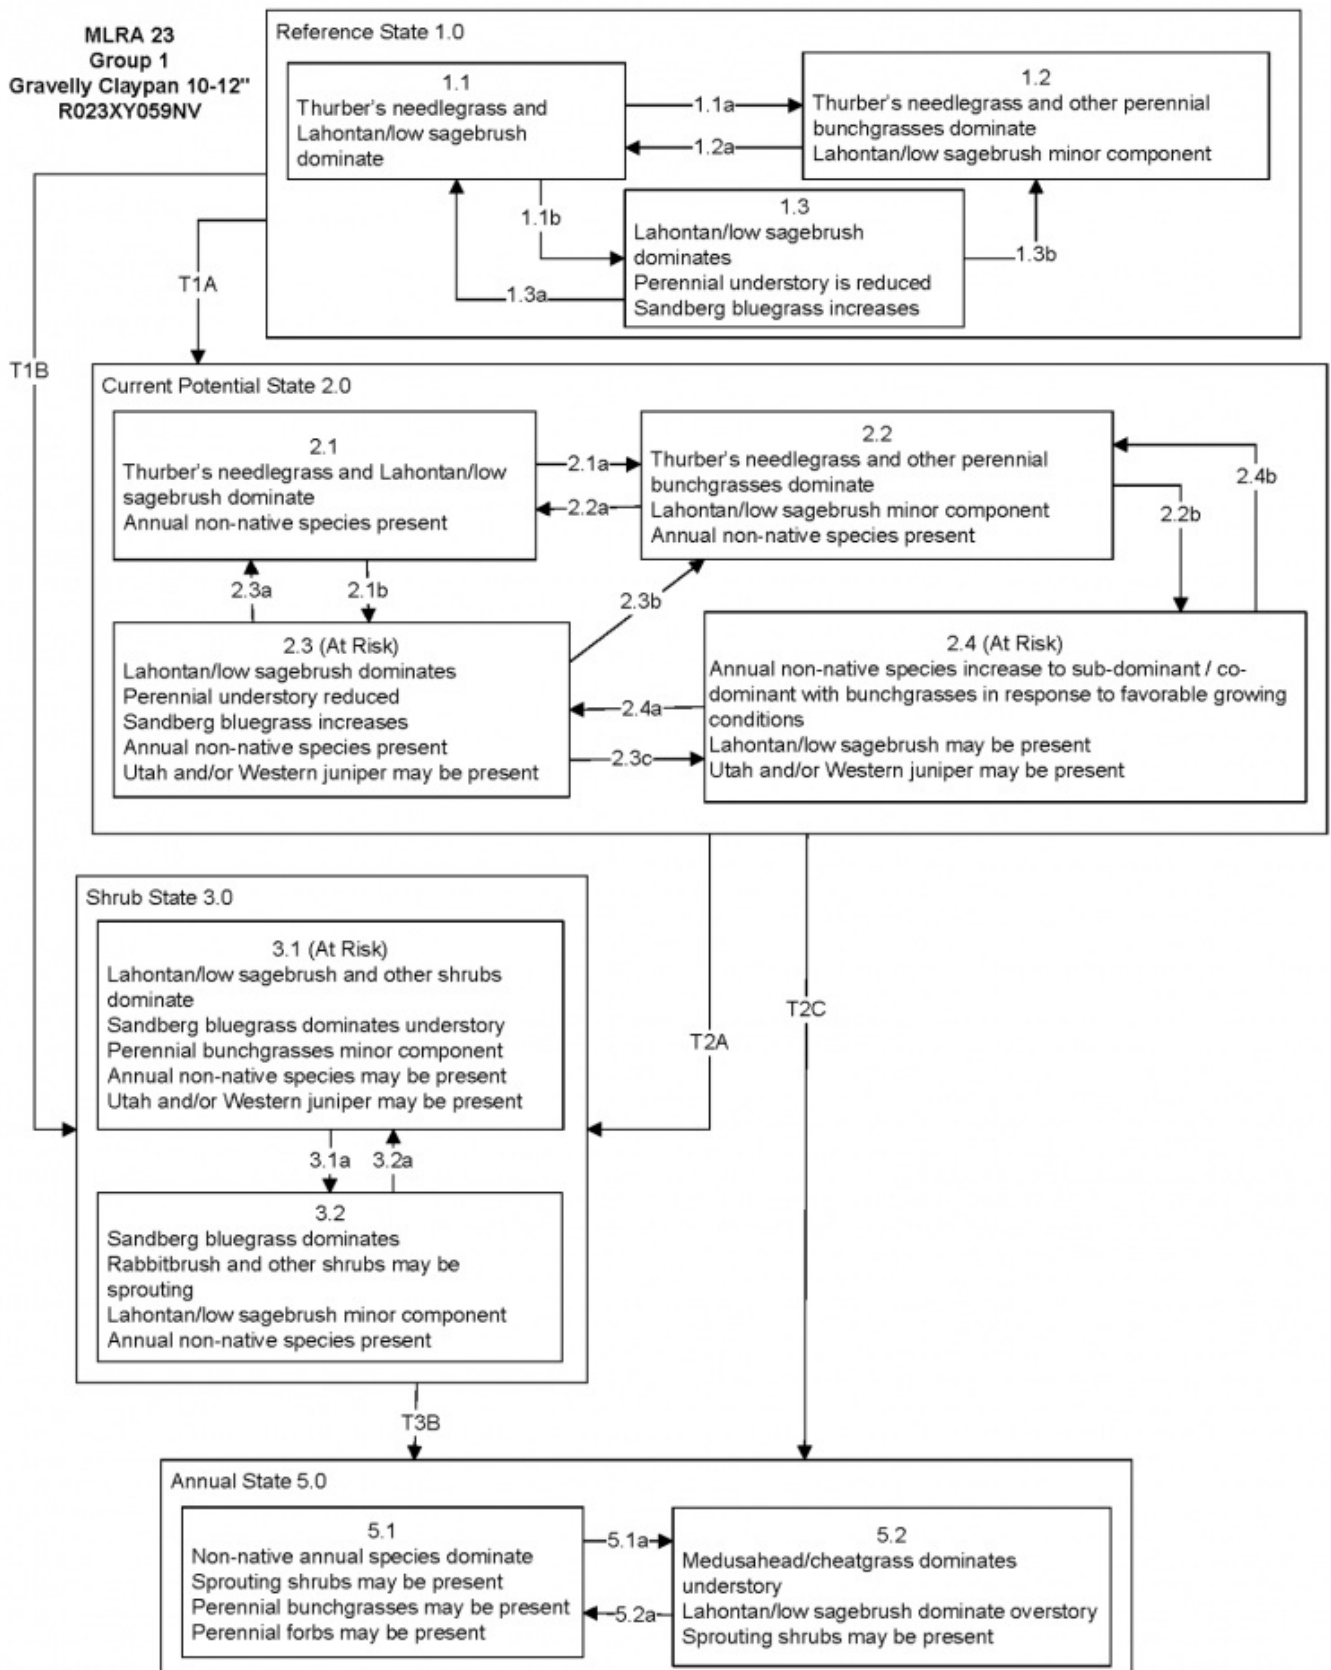 MLRA 23
Group 1
Gravelly Claypan 10-12"
R023XY059NV
Reference State 1.0
1.1
Thurber's needlegrass and
Lahontan/low sagebrush
dominate
1.1a
1.2a
1.2
Thurber's needlegrass and other perennial
bunchgrasses dominate
Lahontan/low sagebrush minor component
1.1b
1.3
Lahontan/low sagebrush
dominates
Perennial understory is reduced
Sandberg bluegrass increases
1.3a
1.3b
T1A
T1B
Current Potential State 2.0
2.1
Thurber's needlegrass and Lahontan/low
sagebrush dominate
Annual non-native species present
2.1a
2.2a
2.2
Thurber's needlegrass and other perennial
bunchgrasses dominate
Lahontan/low sagebrush minor component
Annual non-native species present
2.4b
2.2b
2.3a
2.1b
2.3b
2.3 (At Risk)
Lahontan/low sagebrush dominates
Perennial understory reduced
Sandberg bluegrass increases
Annual non-native species present
Utah and/or Western juniper may be present
2.4a
2.3c
2.4 (At Risk)
Annual non-native species increase to sub-dominant / co-
dominant with bunchgrasses in response to favorable growing
conditions
Lahontan/low sagebrush may be present
Utah and/or Western juniper may be present
Shrub State 3.0
3.1 (At Risk)
Lahontan/low sagebrush and other shrubs
dominate
Sandberg bluegrass dominates understory
Perennial bunchgrasses minor component
Annual non-native species may be present
Utah and/or Western juniper may be present
T2A
T2C
3.1a
3.2a
3.2
Sandberg bluegrass dominates
Rabbitbrush and other shrubs may be
sprouting
Lahontan/low sagebrush minor component
Annual non-native species present
T3B
Annual State 5.0
5.1
Non-native annual species dominate
Sprouting shrubs may be present
Perennial bunchgrasses may be present
Perennial forbs may be present
5.1a
5.2a
5.2
Medusahead/cheatgrass dominates
understory
Lahontan/low sagebrush dominate overstory
Sprouting shrubs may be present